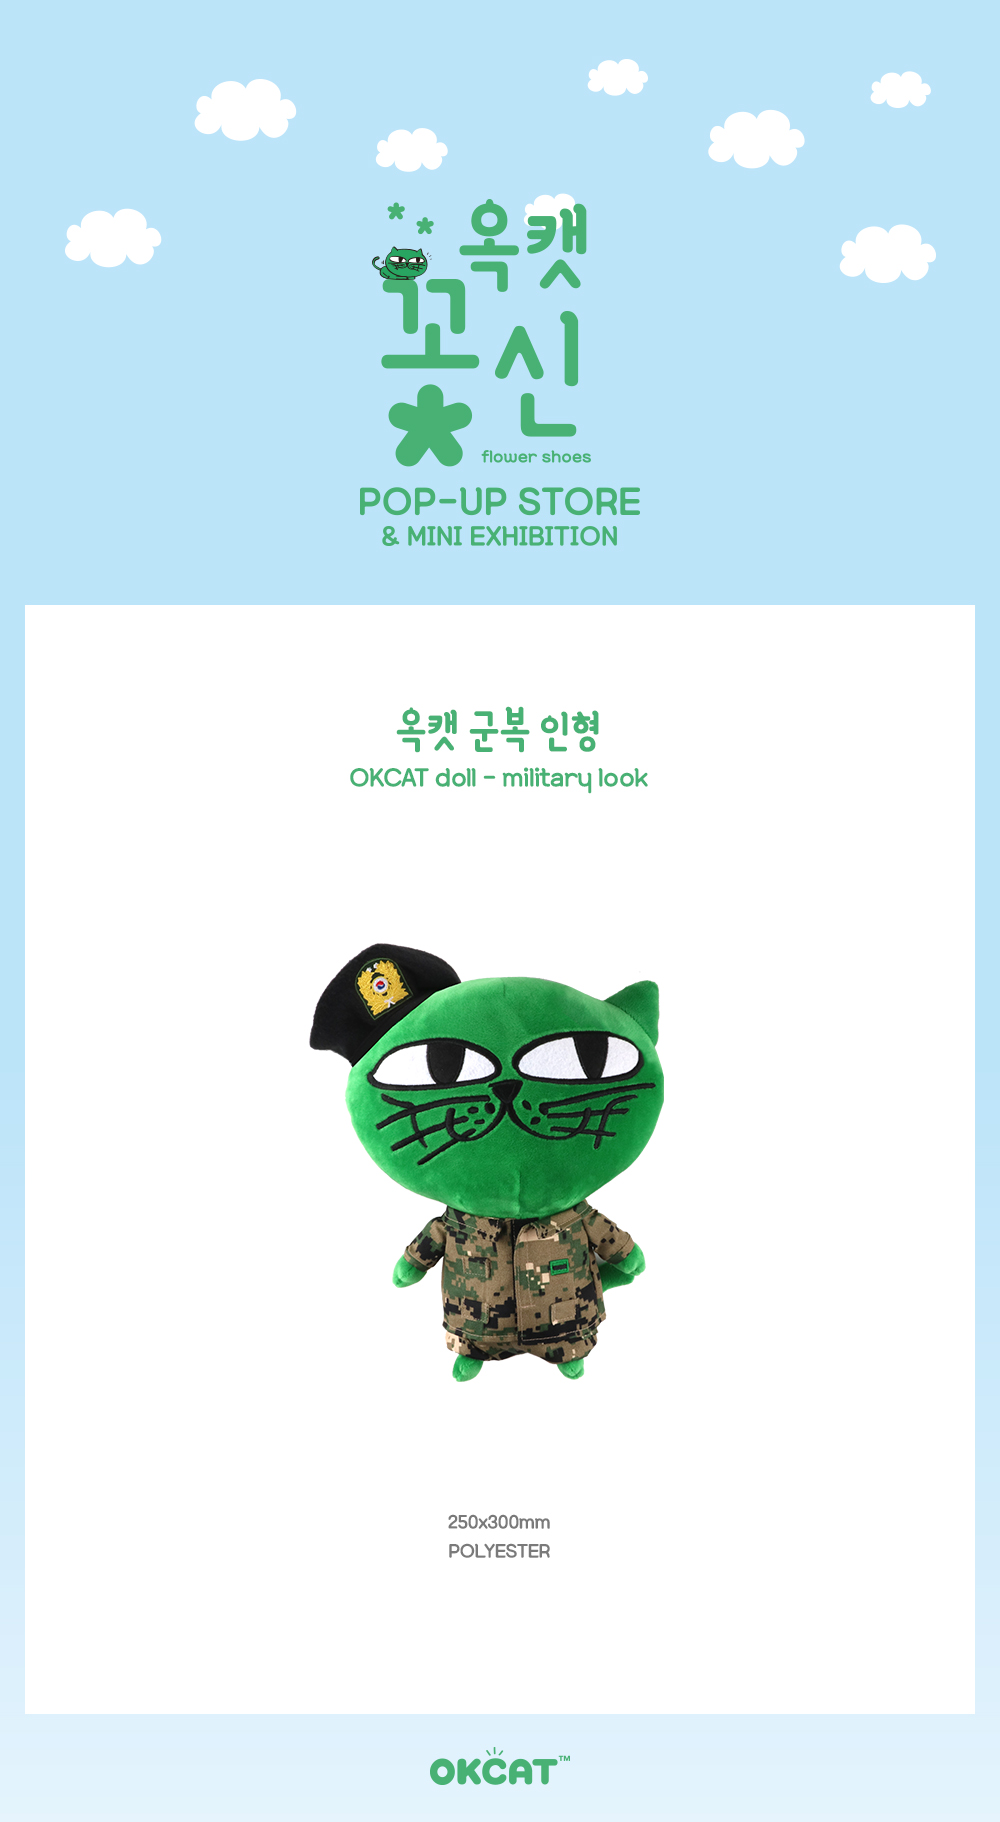 옥캣
꽃신
flower shoes
POP-UP STORE
& MINI EXHIBITION
옥캣 군복 인형
OKCAT doll - military look
250x300mm
POLYESTER
OKCAT™